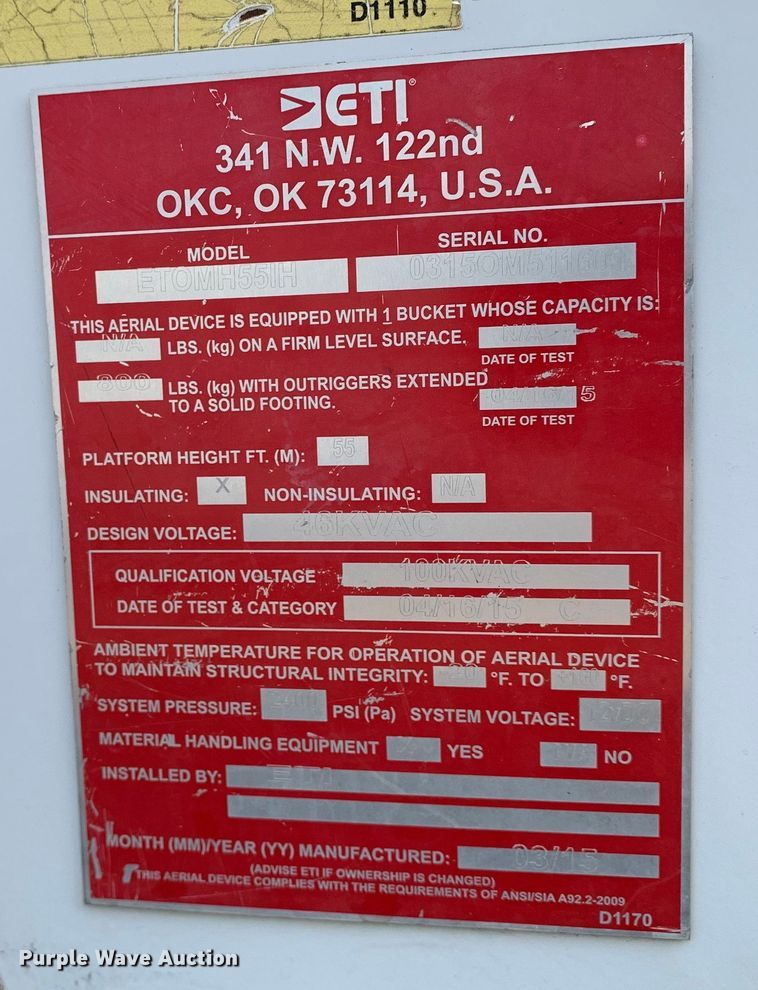 D1110
ETI
341 N.W. 122nd
OKC, OK 73114, U.S.A.
MODEL SERIAL NO.
ETOMH55IH
THIS AERIAL DEVICE IS EQUIPPED WITH 1 BUCKET WHOSE CAPACITY IS:
N/A LBS. (kg) ON A FIRM LEVEL SURFACE. N/A
DATE OF TEST
800 LBS. (kg) WITH OUTRIGGERS EXTENDED
TO A SOLID FOOTING. 04/16/15
DATE OF TEST
PLATFORM HEIGHT FT. (M): 55
INSULATING: X NON-INSULATING: N/A
DESIGN VOLTAGE: 46KVAC
QUALIFICATION VOLTAGE 100KVAC
DATE OF TEST & CATEGORY 04/16/15 C
AMBIENT TEMPERATURE FOR OPERATION OF AERIAL DEVICE
TO MAINTAIN STRUCTURAL INTEGRITY: °F. TO °F.
SYSTEM PRESSURE: PSI (Pa) SYSTEM VOLTAGE:
MATERIAL HANDLING EQUIPMENT YES NO
INSTALLED BY: ETI
MONTH (MM)/YEAR (YY) MANUFACTURED: 03/15
(ADVISE ETI IF OWNERSHIP IS CHANGED)
THIS AERIAL DEVICE COMPLIES WITH THE REQUIREMENTS OF ANSI/SIA A92.2-2009
D1170
Purple Wave Auction